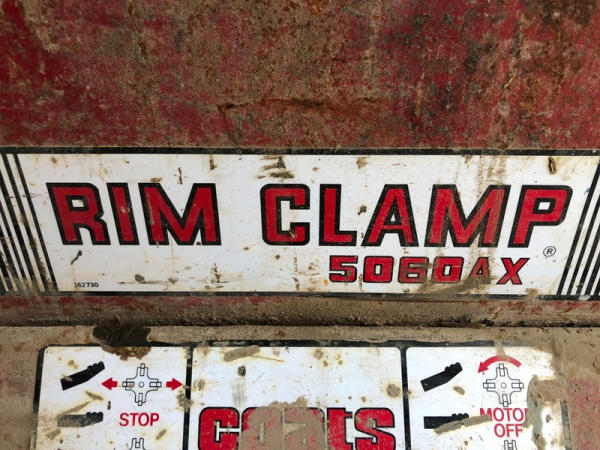 RIM CLAMP
5060AX ®
182730
STOP
coats
MOTOR
OFF